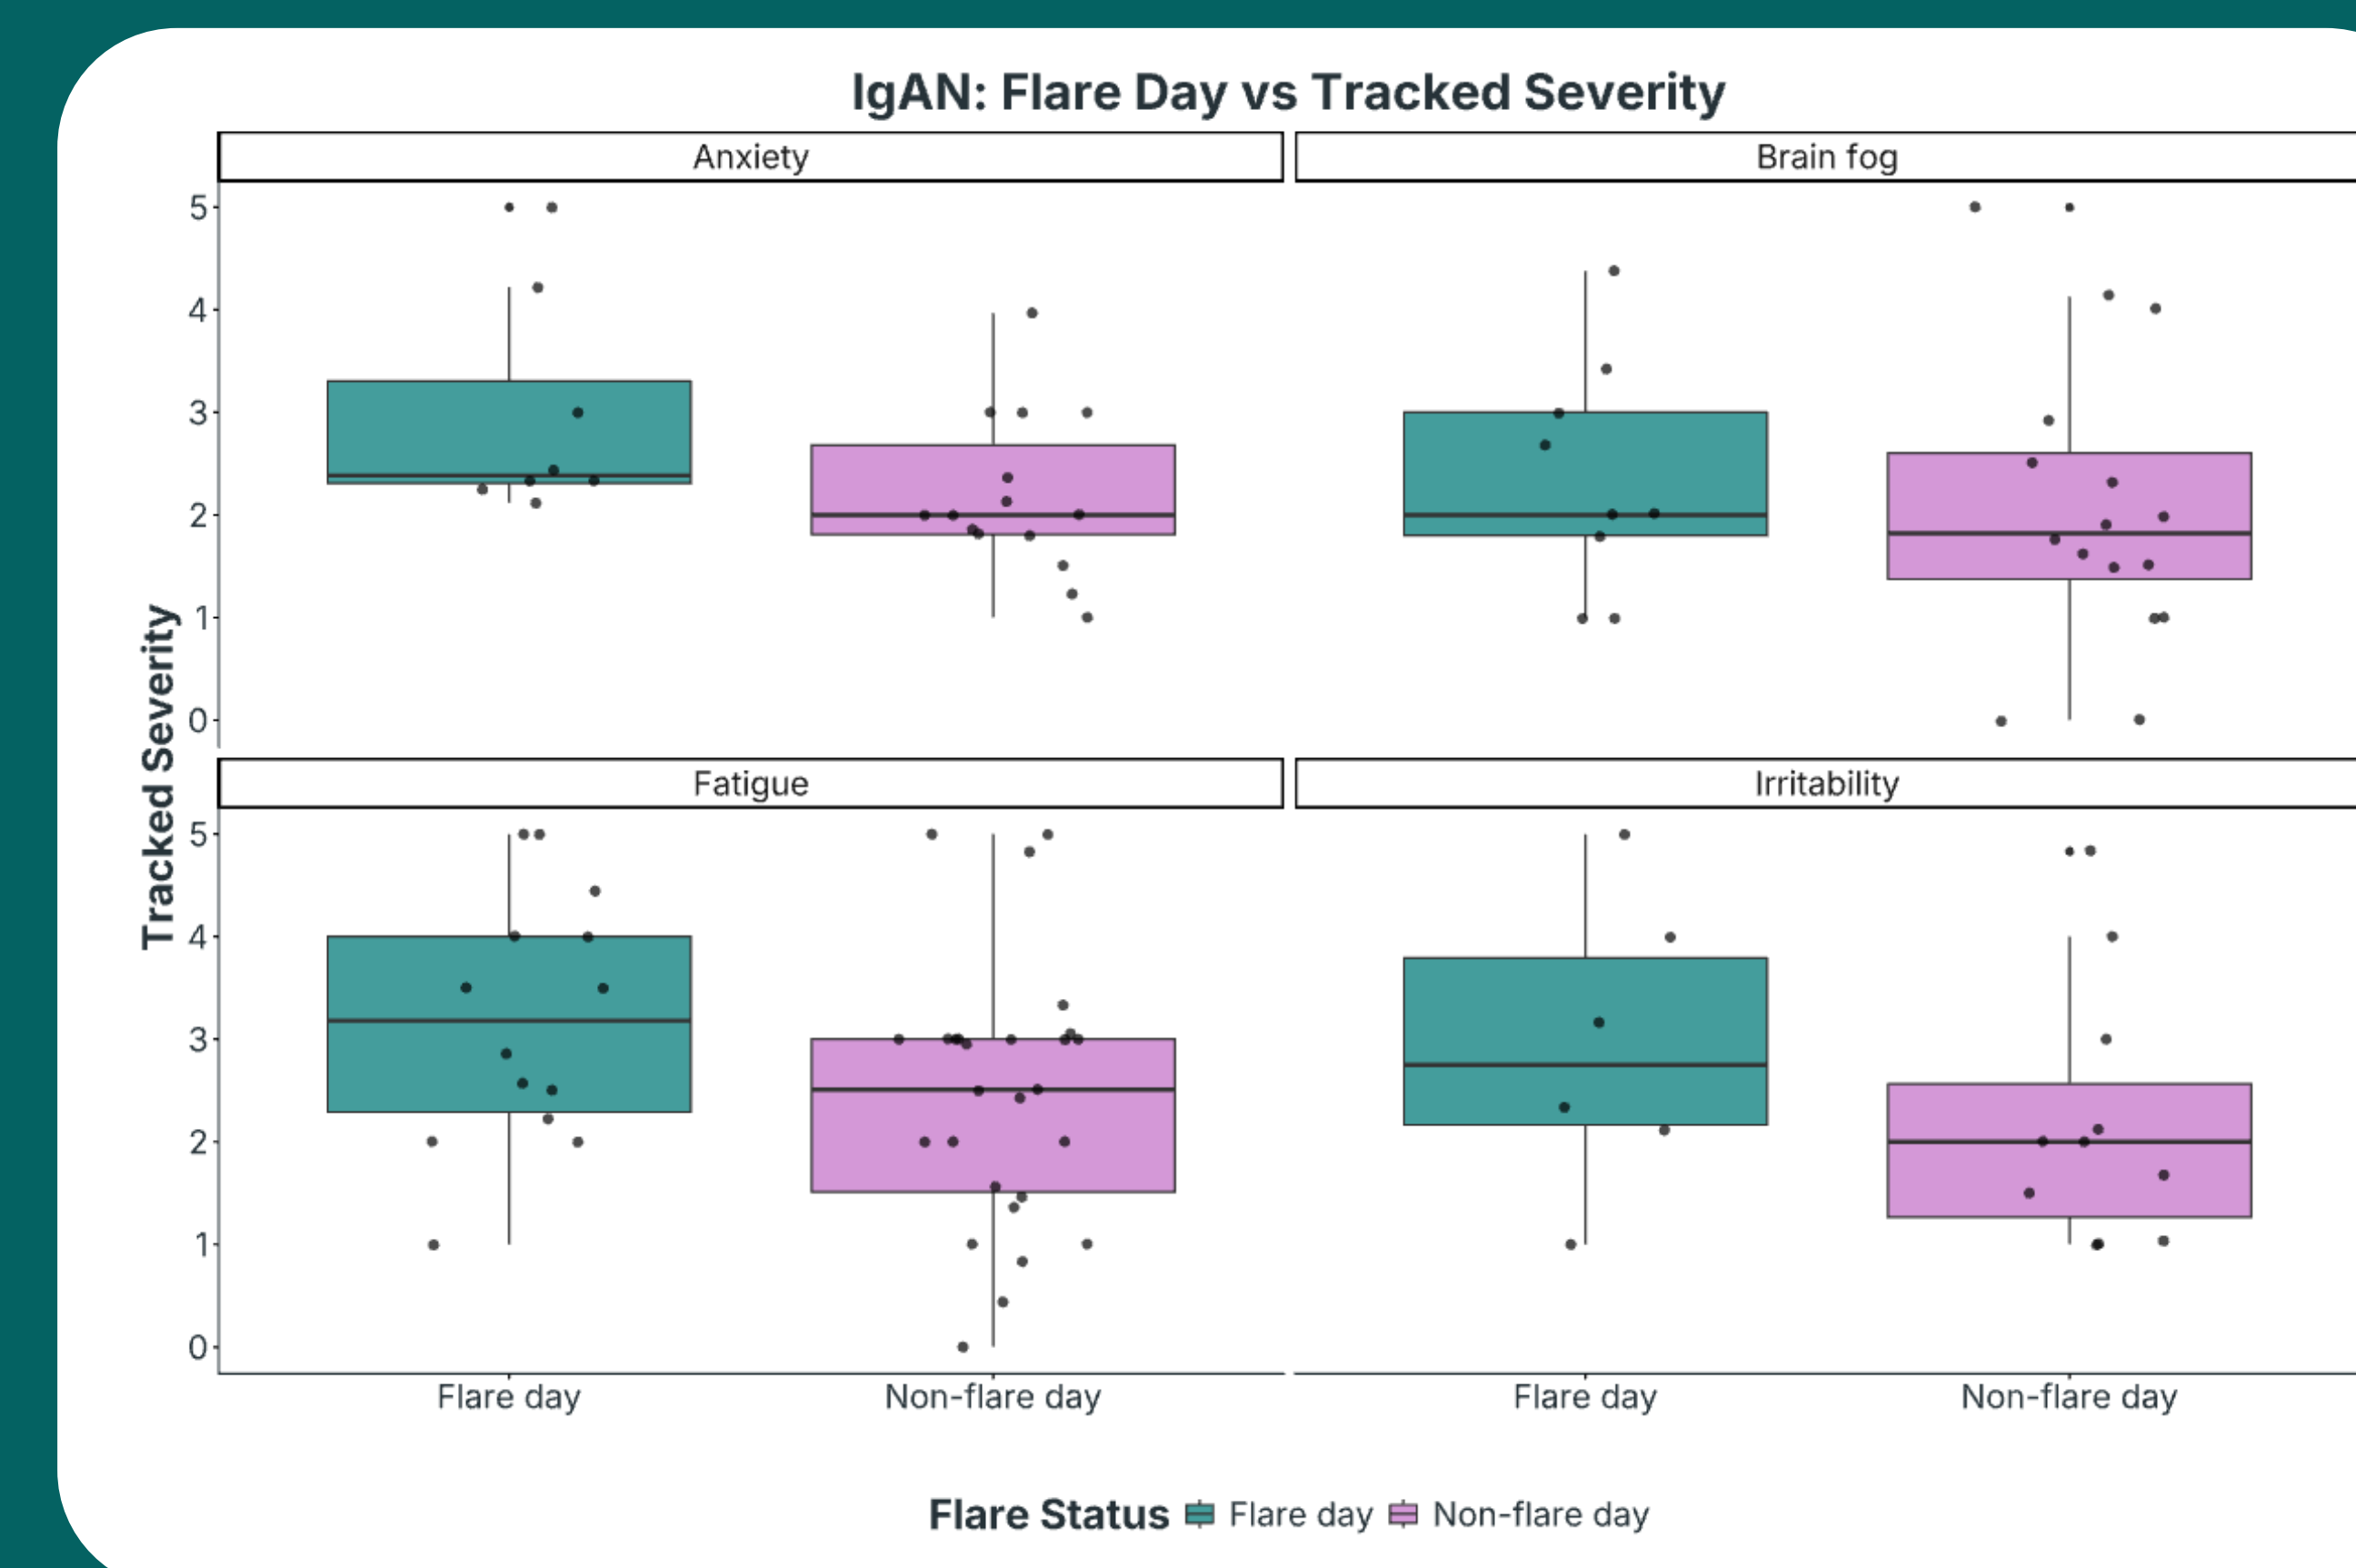 IgAN: Flare Day vs Tracked Severity
Anxiety
Brain fog
5
4
3
2
1
0
Tracked Severity
Fatigue
Irritability
5
4
3
2
1
0
Flare day
Non-flare day
Flare day
Non-flare day
Flare Status Flare day Non-flare day